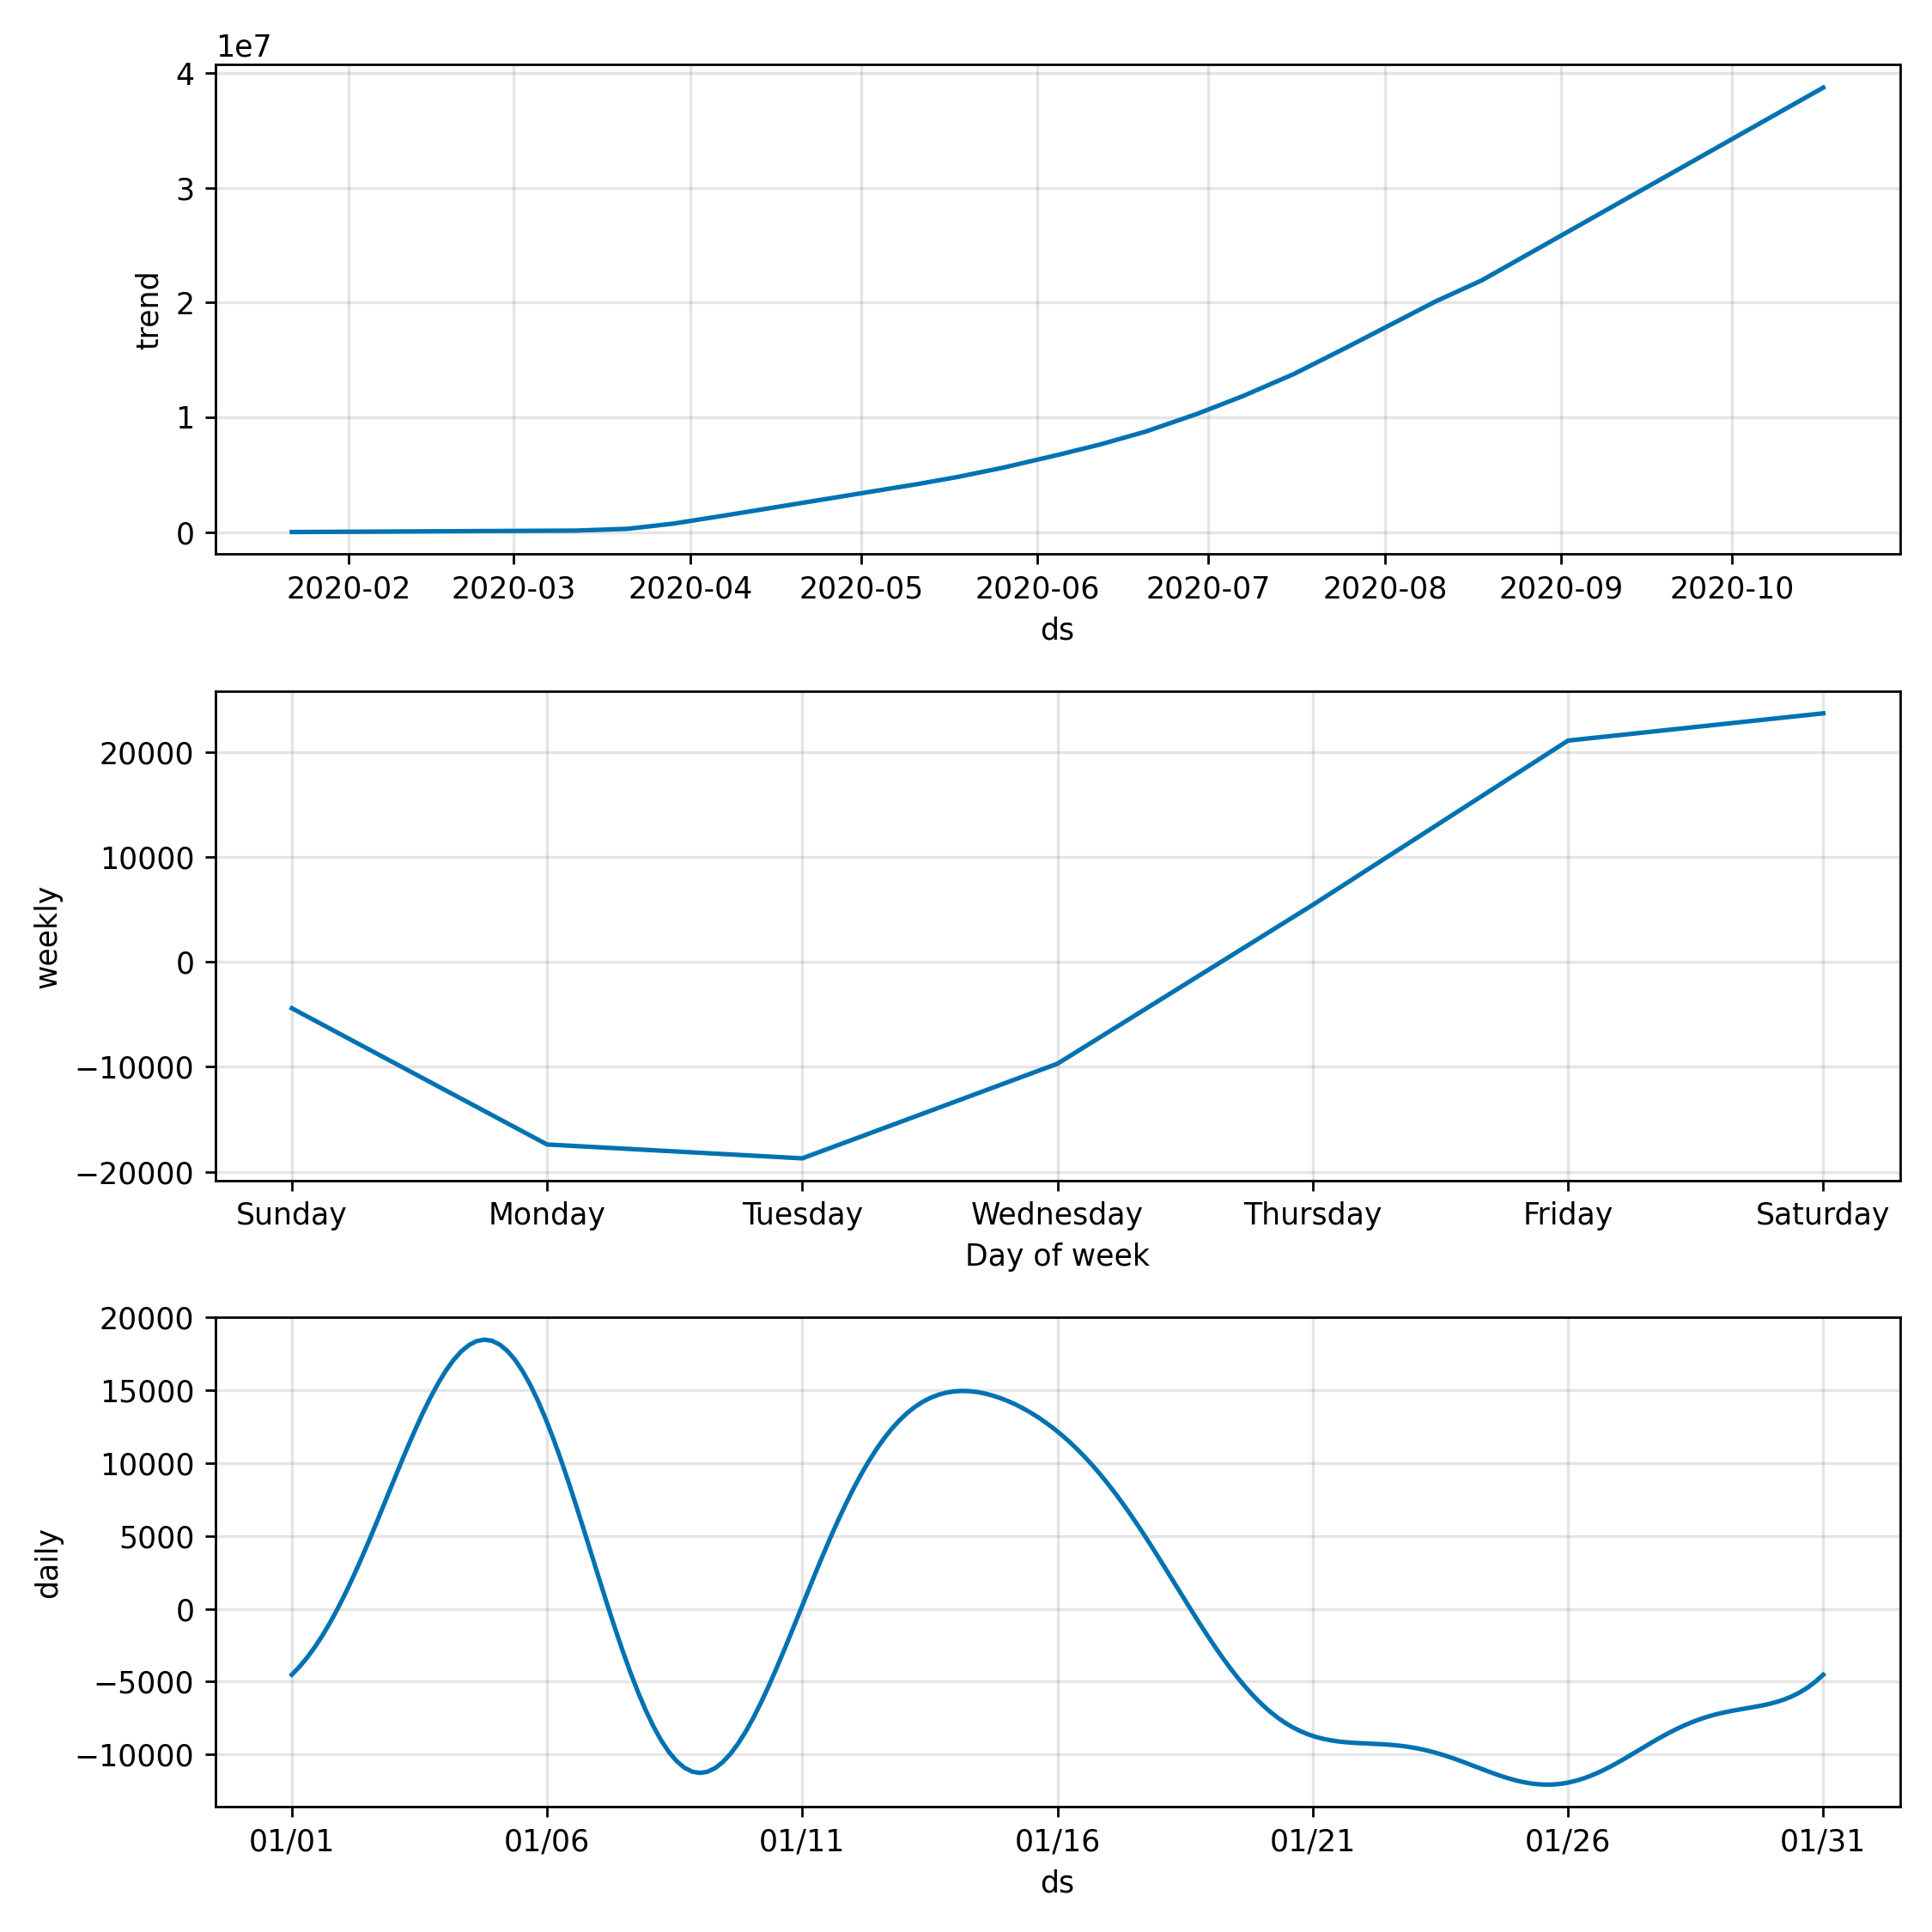 1e7
4
3
2
1
0
trend
2020-02 2020-03 2020-04 2020-05 2020-06 2020-07 2020-08 2020-09 2020-10
ds
20000
10000
0
−10000
−20000
weekly
Sunday Monday Tuesday Wednesday Thursday Friday Saturday
Day of week
20000
15000
10000
5000
0
−5000
−10000
daily
01/01 01/06 01/11 01/16 01/21 01/26 01/31
ds